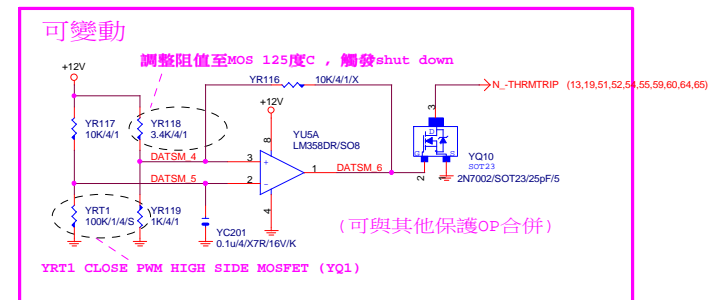 可變動
調整阻值至MOS 125度C , 觸發shut down
+12V
YR116
10K/4/1/X
N_-THRMTRIP (13,19,51,52,54,55,59,60,64,65)
+12V
YR117
10K/4/1
YR118
3.4K/4/1
8
YU5A
LM358DR/SO8
3
D
G
S
YQ10
SOT23
2N7002/SOT23/25pF/5
DATSM_4
3
+
1
DATSM_6
2
1
DATSM_5
2
-
4
YRT1
100K/1/4/S
YR119
1K/4/1
YC201
0.1u/4/X7R/16V/K
(可與其他保護OP合併)
YRT1 CLOSE PWM HIGH SIDE MOSFET (YQ1)